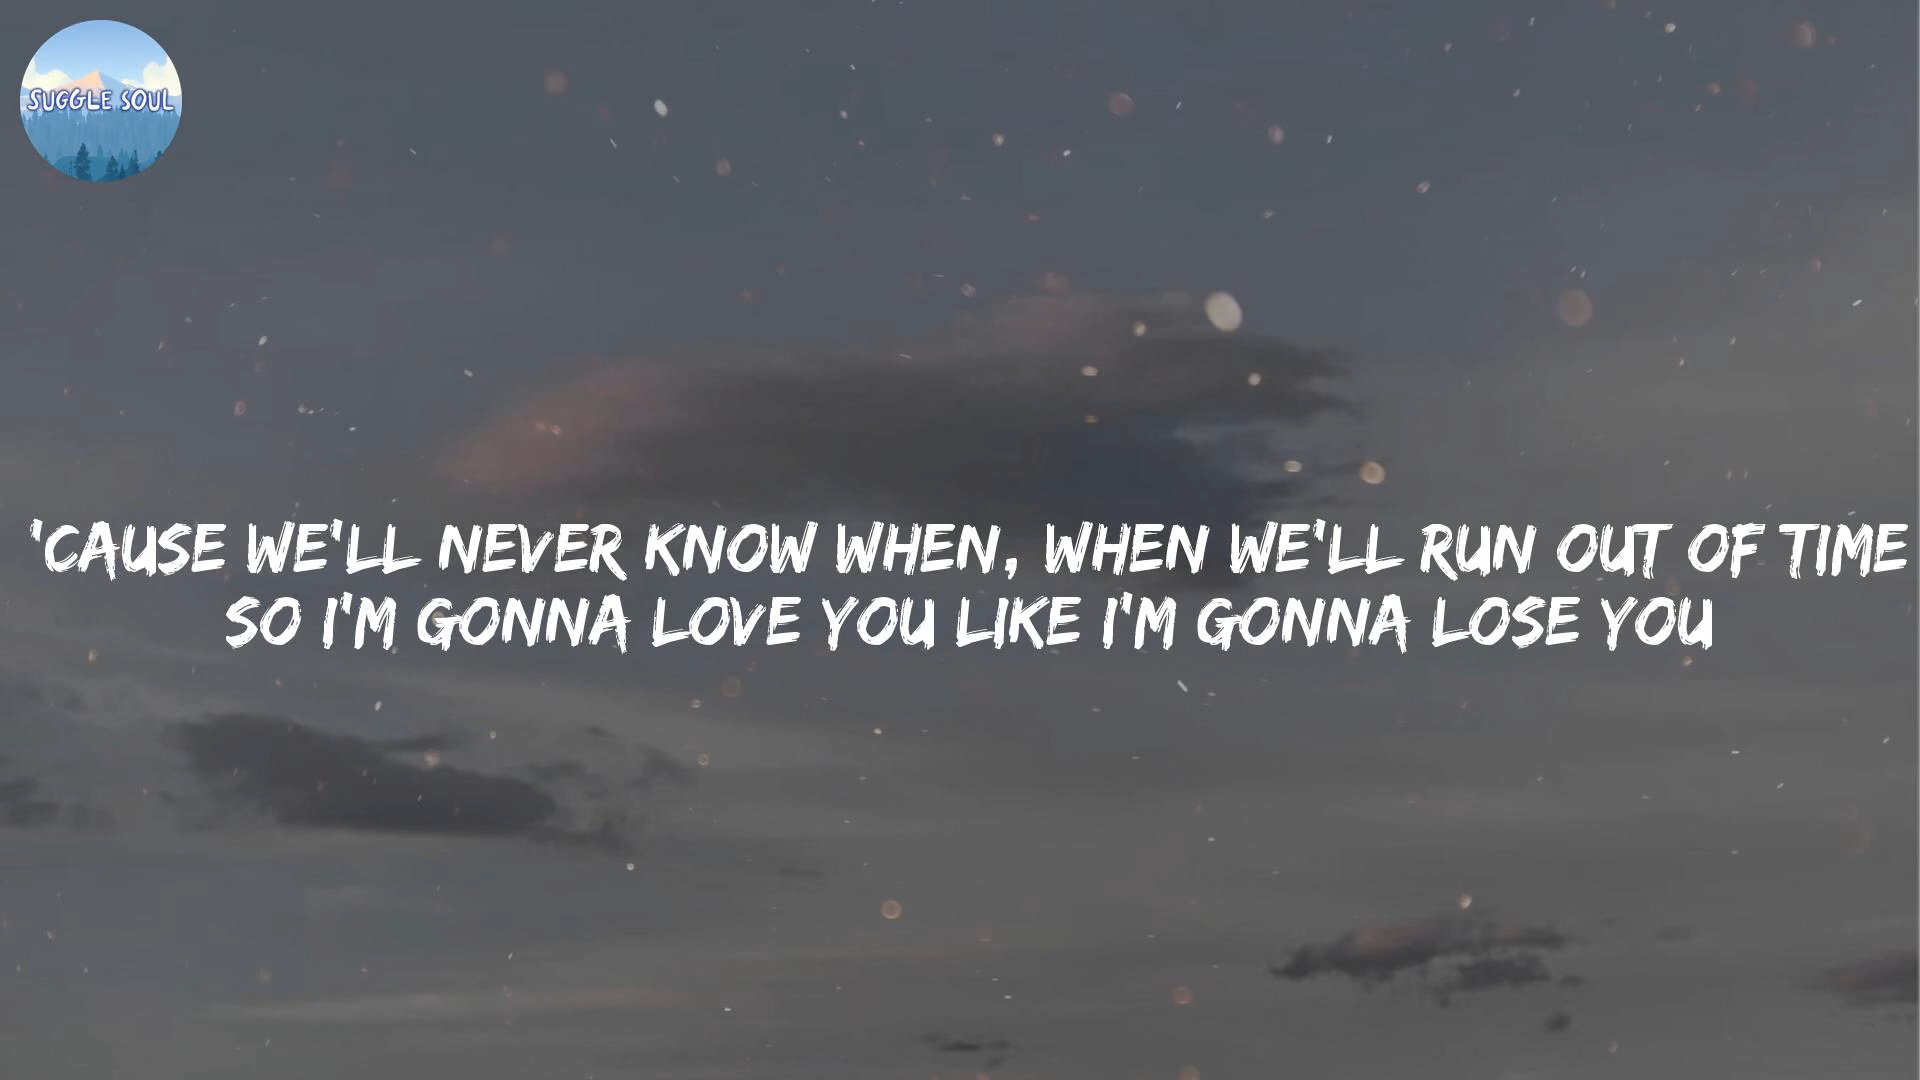 SUGGLE SOUL
'CAUSE WE'LL NEVER KNOW WHEN, WHEN WE'LL RUN OUT OF TIME
SO I'M GONNA LOVE YOU LIKE I'M GONNA LOSE YOU